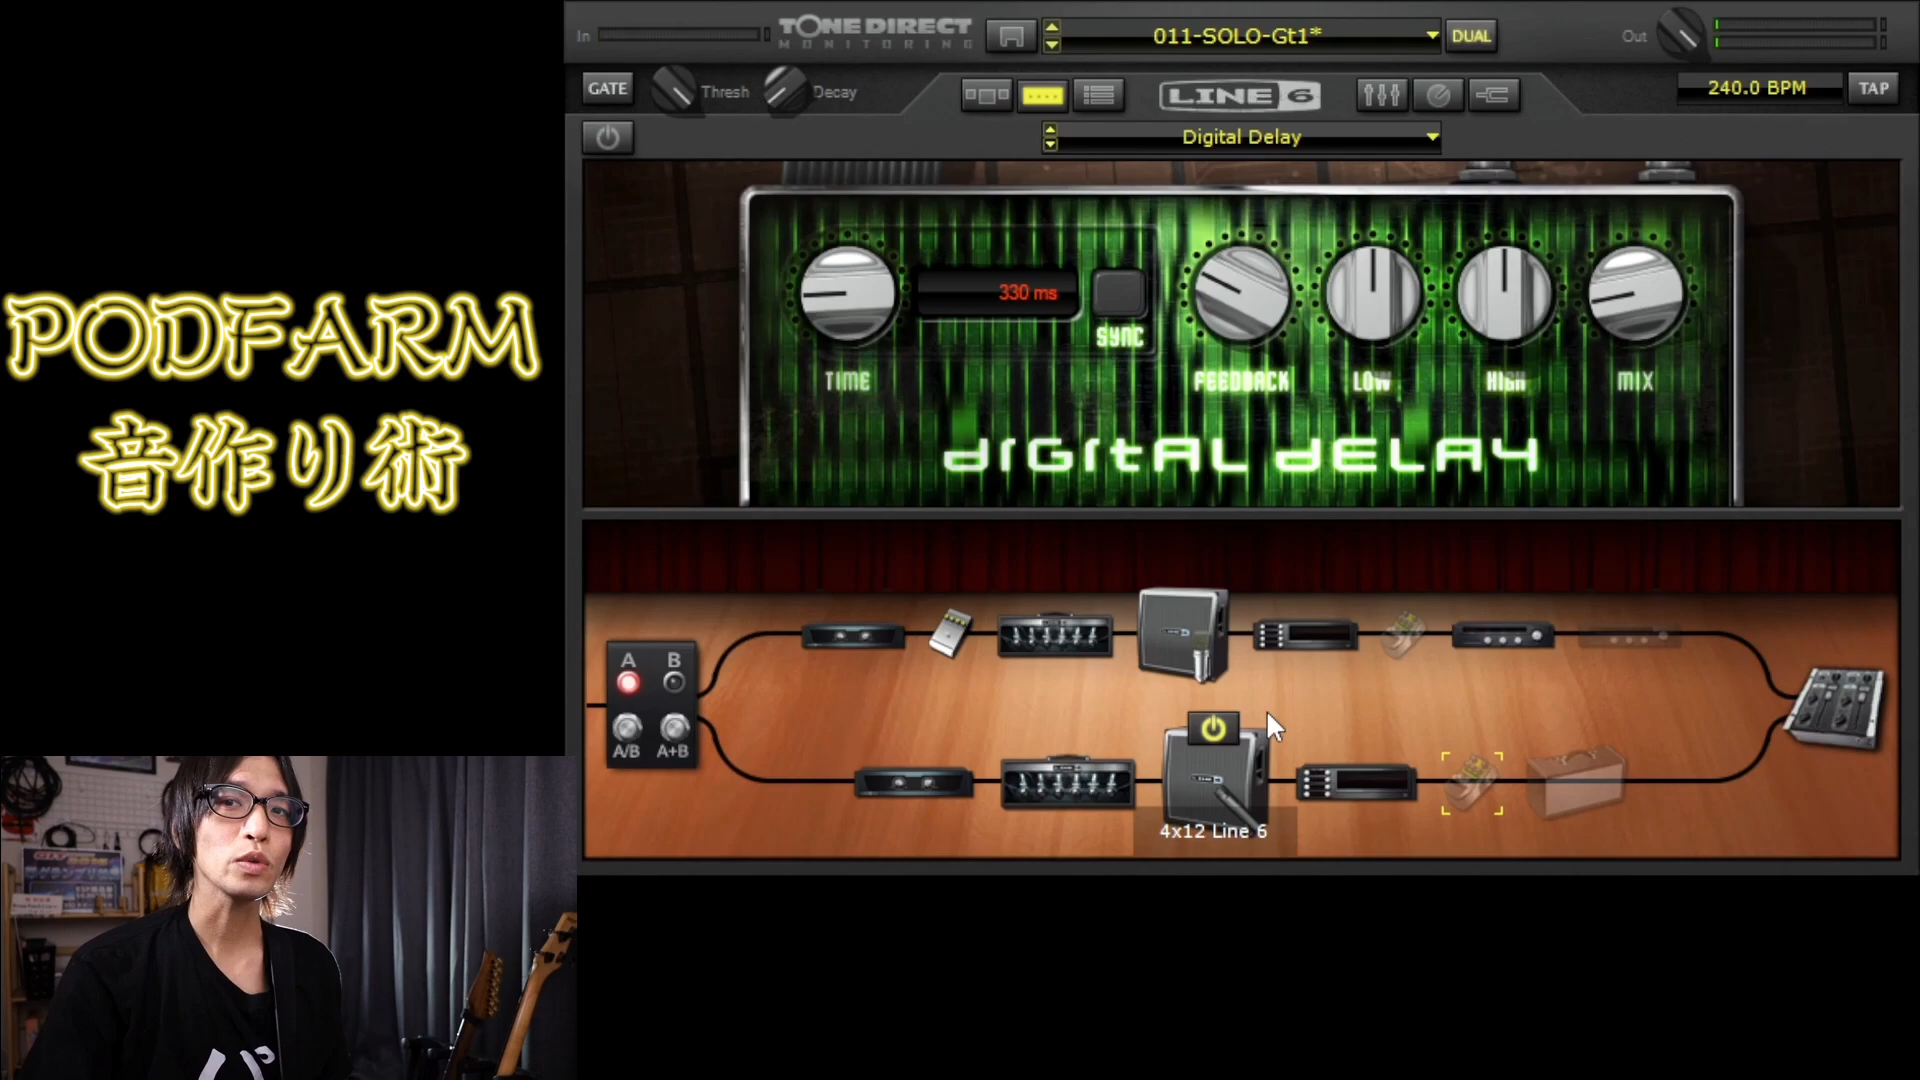 In
TONE DIRECT
MONITORING
011-SOLO-Gt1*
DUAL
Out
GATE
Thresh
Decay
LINE 6
240.0 BPM
TAP
Digital Delay
330 ms
SYNC
TIME
FEEDBACK
LOW
HIGH
MIX
digital delay
PODFARM
音作り術
A
B
A/B
A+B
4x12 Line 6
パ